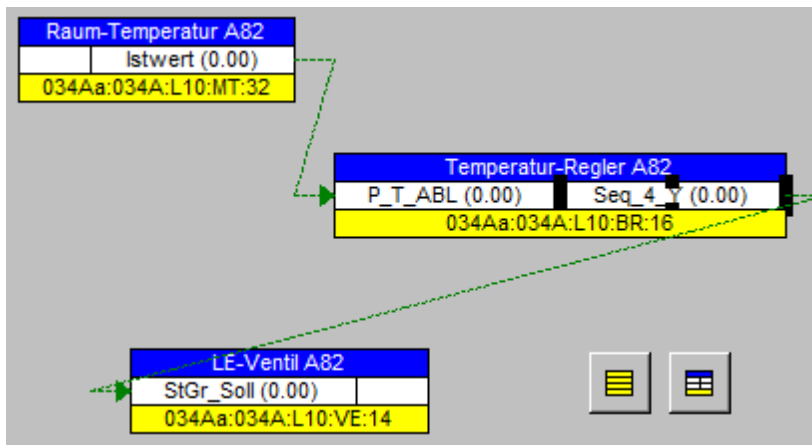 Raum-Temperatur A82
Istwert (0.00)
034Aa:034A:L10:MT:32
Temperatur-Regler A82
P_T_ABL (0.00) Seq_4_Y (0.00)
034Aa:034A:L10:BR:16
LE-Ventil A82
StGr_Soll (0.00)
034Aa:034A:L10:VE:14